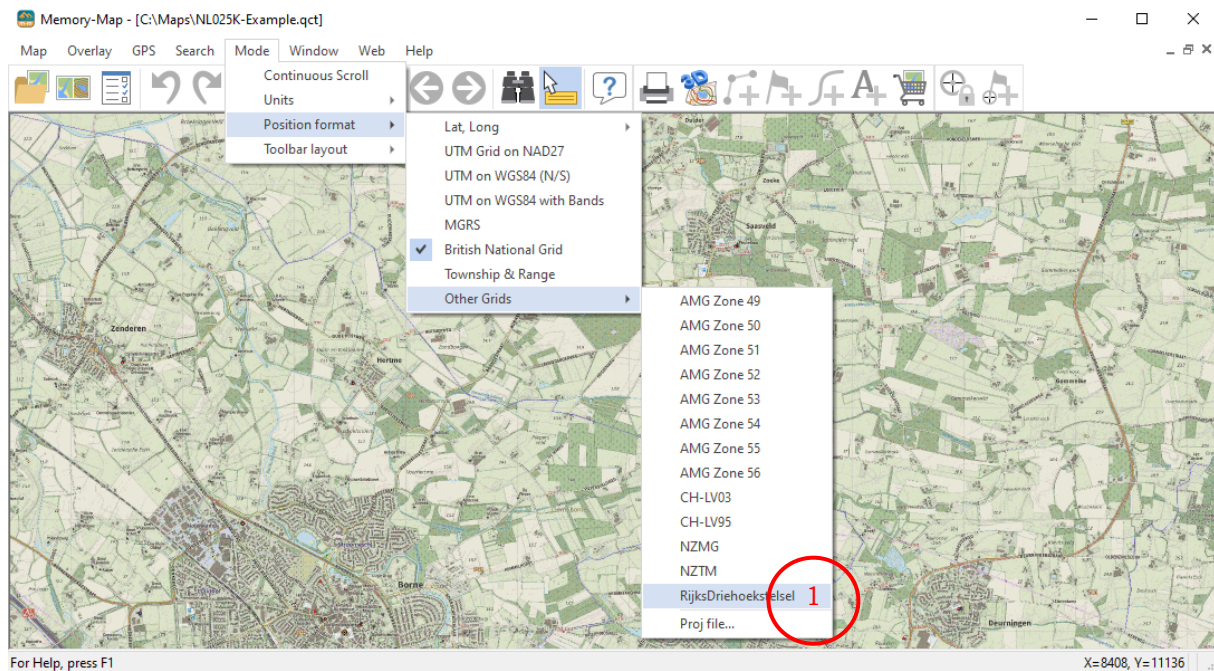 Memory-Map - [C:\Maps\NL025K-Example.qct]
Map Overlay GPS Search Mode Window Web Help
Continuous Scroll
Units
Position format
Toolbar layout
Lat, Long
UTM Grid on NAD27
UTM on WGS84 (N/S)
UTM on WGS84 with Bands
MGRS
British National Grid
Township & Range
Other Grids
AMG Zone 49
AMG Zone 50
AMG Zone 51
AMG Zone 52
AMG Zone 53
AMG Zone 54
AMG Zone 55
AMG Zone 56
CH-LV03
CH-LV95
NZMG
NZTM
RijksDriehoekstelsel 1
Proj file...
3D
A
Dulder
Saasveld
Zenderen
Hertme
Gammelke
Borne
Deurningen
For Help, press F1 X=8408, Y=11136